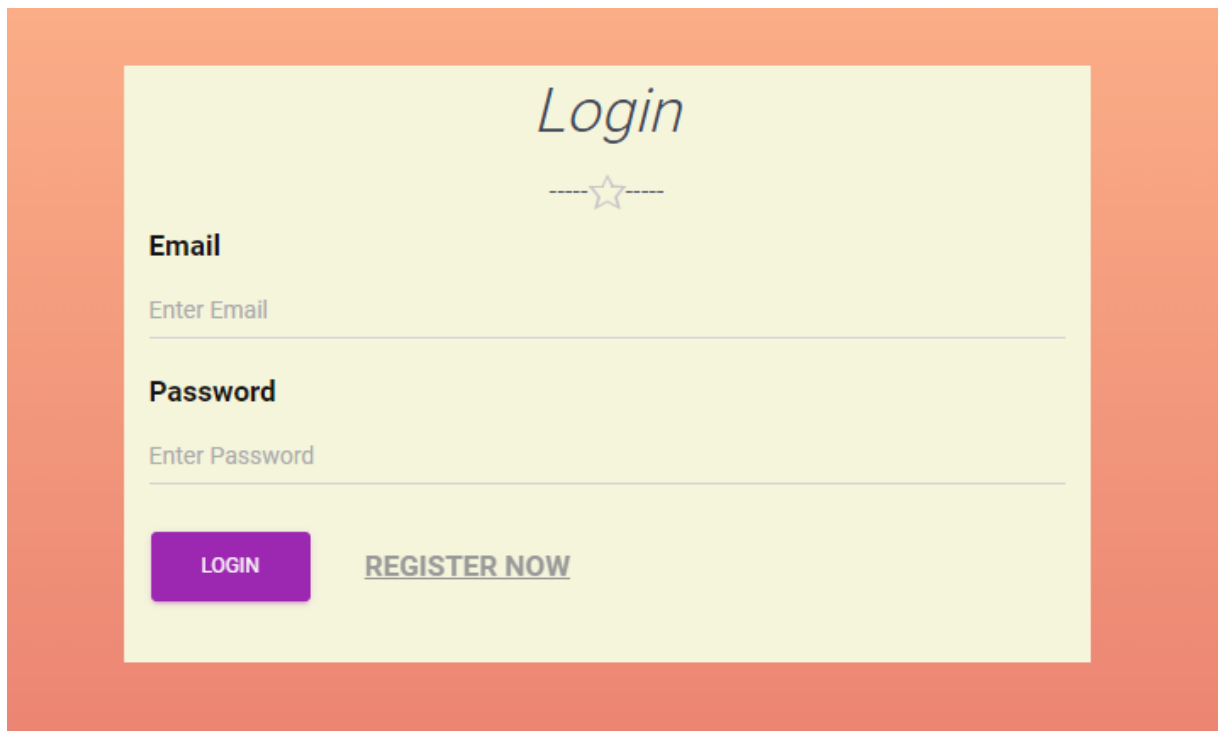 Login
-----☆-----
Email
Enter Email
Password
Enter Password
LOGIN REGISTER NOW